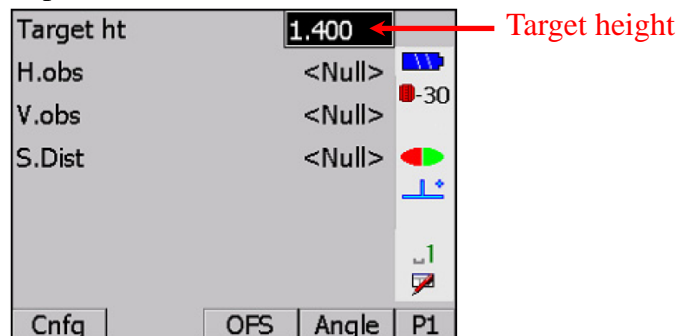 Target ht 1.400 Target height
H.obs <Null>
-30
V.obs <Null>
S.Dist <Null>
1
Cnfg OFS Angle P1